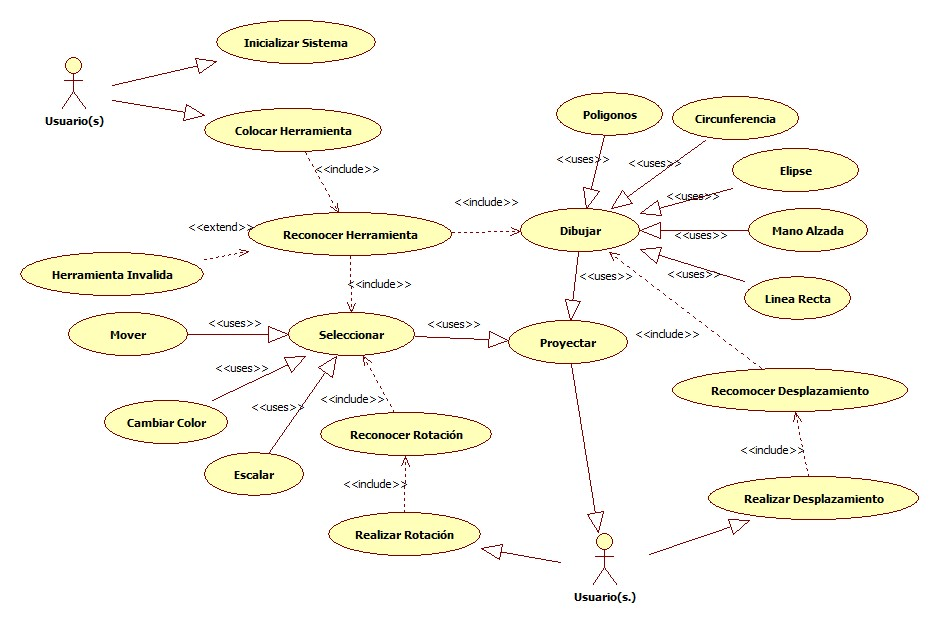 Inicializar Sistema
Usuario(s)
Colocar Herramienta
Poligonos
Circunferencia
<<uses>>
<<uses>>
<<include>>
Elipse
<<uses>>
<<include>>
<<extend>>
Reconocer Herramienta
Dibujar
Mano Alzada
<<uses>>
Herramienta Invalida
<<uses>>
<<uses>>
<<include>>
Linea Recta
<<uses>>
<<uses>>
Mover
Seleccionar
Proyectar
<<include>>
<<uses>>
Recomocer Desplazamiento
<<include>>
<<uses>>
Cambiar Color
Reconocer Rotación
<<include>>
Escalar
<<include>>
Realizar Desplazamiento
Realizar Rotación
Usuario(s.)